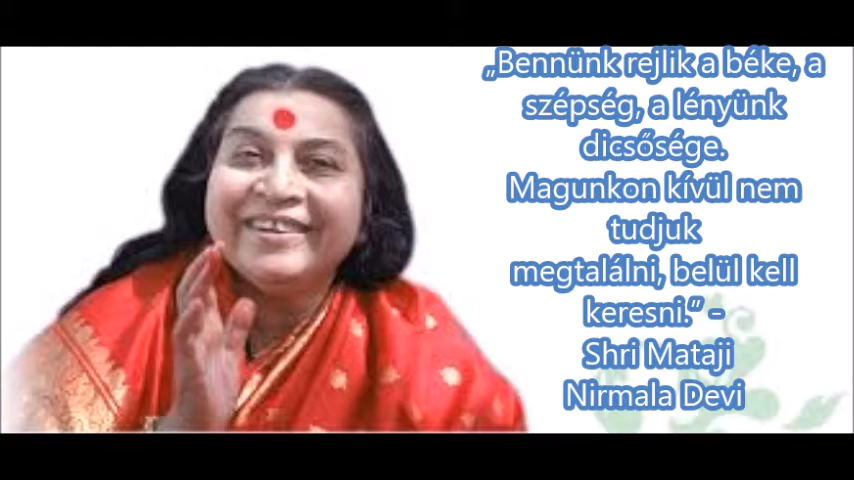 „Bennünk rejlik a béke, a
szépség, a lényünk
dicsősége.
Magunkon kívül nem
tudjuk
megtalálni, belül kell
keresni.” -
Shri Mataji
Nirmala Devi